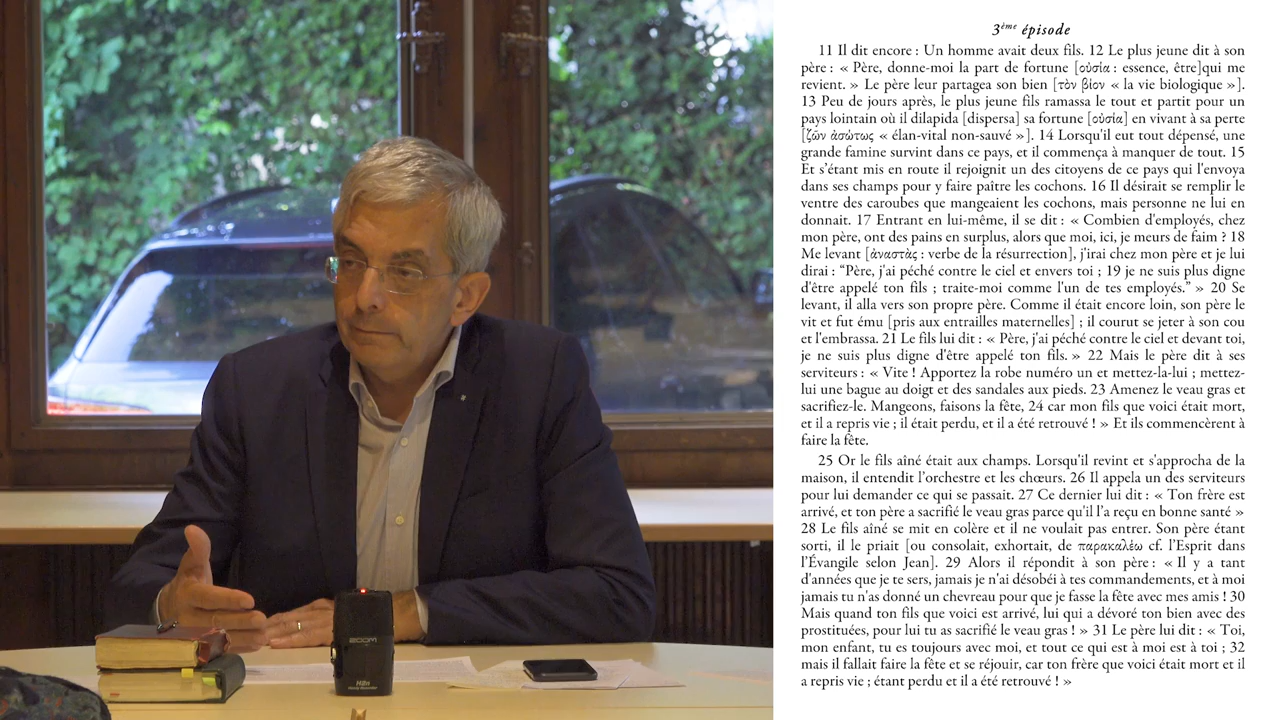 3ème épisode
11 Il dit encore : Un homme avait deux fils. 12 Le plus jeune dit à son
père : « Père, donne-moi la part de fortune [οὐσία : essence, être]qui me
revient. » Le père leur partagea son bien [τὸν βίον « la vie biologique »].
13 Peu de jours après, le plus jeune fils ramassa le tout et partit pour un
pays lointain où il dilapida [dispersa] sa fortune [οὐσία] en vivant à sa perte
[ζῶν ἀσώτως « élan-vital non-sauvé »]. 14 Lorsqu'il eut tout dépensé, une
grande famine survint dans ce pays, et il commença à manquer de tout. 15
Et s'étant mis en route il rejoignit un des citoyens de ce pays qui l'envoya
dans ses champs pour y faire paître les cochons. 16 Il désirait se remplir le
ventre des caroubes que mangeaient les cochons, mais personne ne lui en
donnait. 17 Entrant en lui-même, il se dit : « Combien d'employés, chez
mon père, ont des pains en surplus, alors que moi, ici, je meurs de faim ? 18
Me levant [ἀναστὰς : verbe de la résurrection], j'irai chez mon père et je lui
dirai : “Père, j'ai péché contre le ciel et envers toi ; 19 je ne suis plus digne
d'être appelé ton fils ; traite-moi comme l'un de tes employés.” » 20 Se
levant, il alla vers son propre père. Comme il était encore loin, son père le
vit et fut ému [pris aux entrailles maternelles] ; il courut se jeter à son cou
et l'embrassa. 21 Le fils lui dit : « Père, j'ai péché contre le ciel et devant toi,
je ne suis plus digne d'être appelé ton fils. » 22 Mais le père dit à ses
serviteurs : « Vite ! Apportez la robe numéro un et mettez-la-lui ; mettez-
lui une bague au doigt et des sandales aux pieds. 23 Amenez le veau gras et
sacrifiez-le. Mangeons, faisons la fête, 24 car mon fils que voici était mort,
et il a repris vie ; il était perdu, et il a été retrouvé ! » Et ils commencèrent à
faire la fête.
25 Or le fils aîné était aux champs. Lorsqu'il revint et s'approcha de la
maison, il entendit l'orchestre et les chœurs. 26 Il appela un des serviteurs
pour lui demander ce qui se passait. 27 Ce dernier lui dit : « Ton frère est
arrivé, et ton père a sacrifié le veau gras parce qu'il l'a reçu en bonne santé »
28 Le fils aîné se mit en colère et il ne voulait pas entrer. Son père étant
sorti, il le priait [ou consolait, exhortait, de παρακαλέω cf. l'Esprit dans
l'Évangile selon Jean]. 29 Alors il répondit à son père : « Il y a tant
d'années que je te sers, jamais je n'ai désobéi à tes commandements, et à moi
jamais tu n'as donné un chevreau pour que je fasse la fête avec mes amis ! 30
Mais quand ton fils que voici est arrivé, lui qui a dévoré ton bien avec des
prostituées, pour lui tu as sacrifié le veau gras ! » 31 Le père lui dit : « Toi,
mon enfant, tu es toujours avec moi, et tout ce qui est à moi est à toi ; 32
mais il fallait faire la fête et se réjouir, car ton frère que voici était mort et il
a repris vie ; étant perdu et il a été retrouvé ! »
zoom
H2n
Handy Recorder